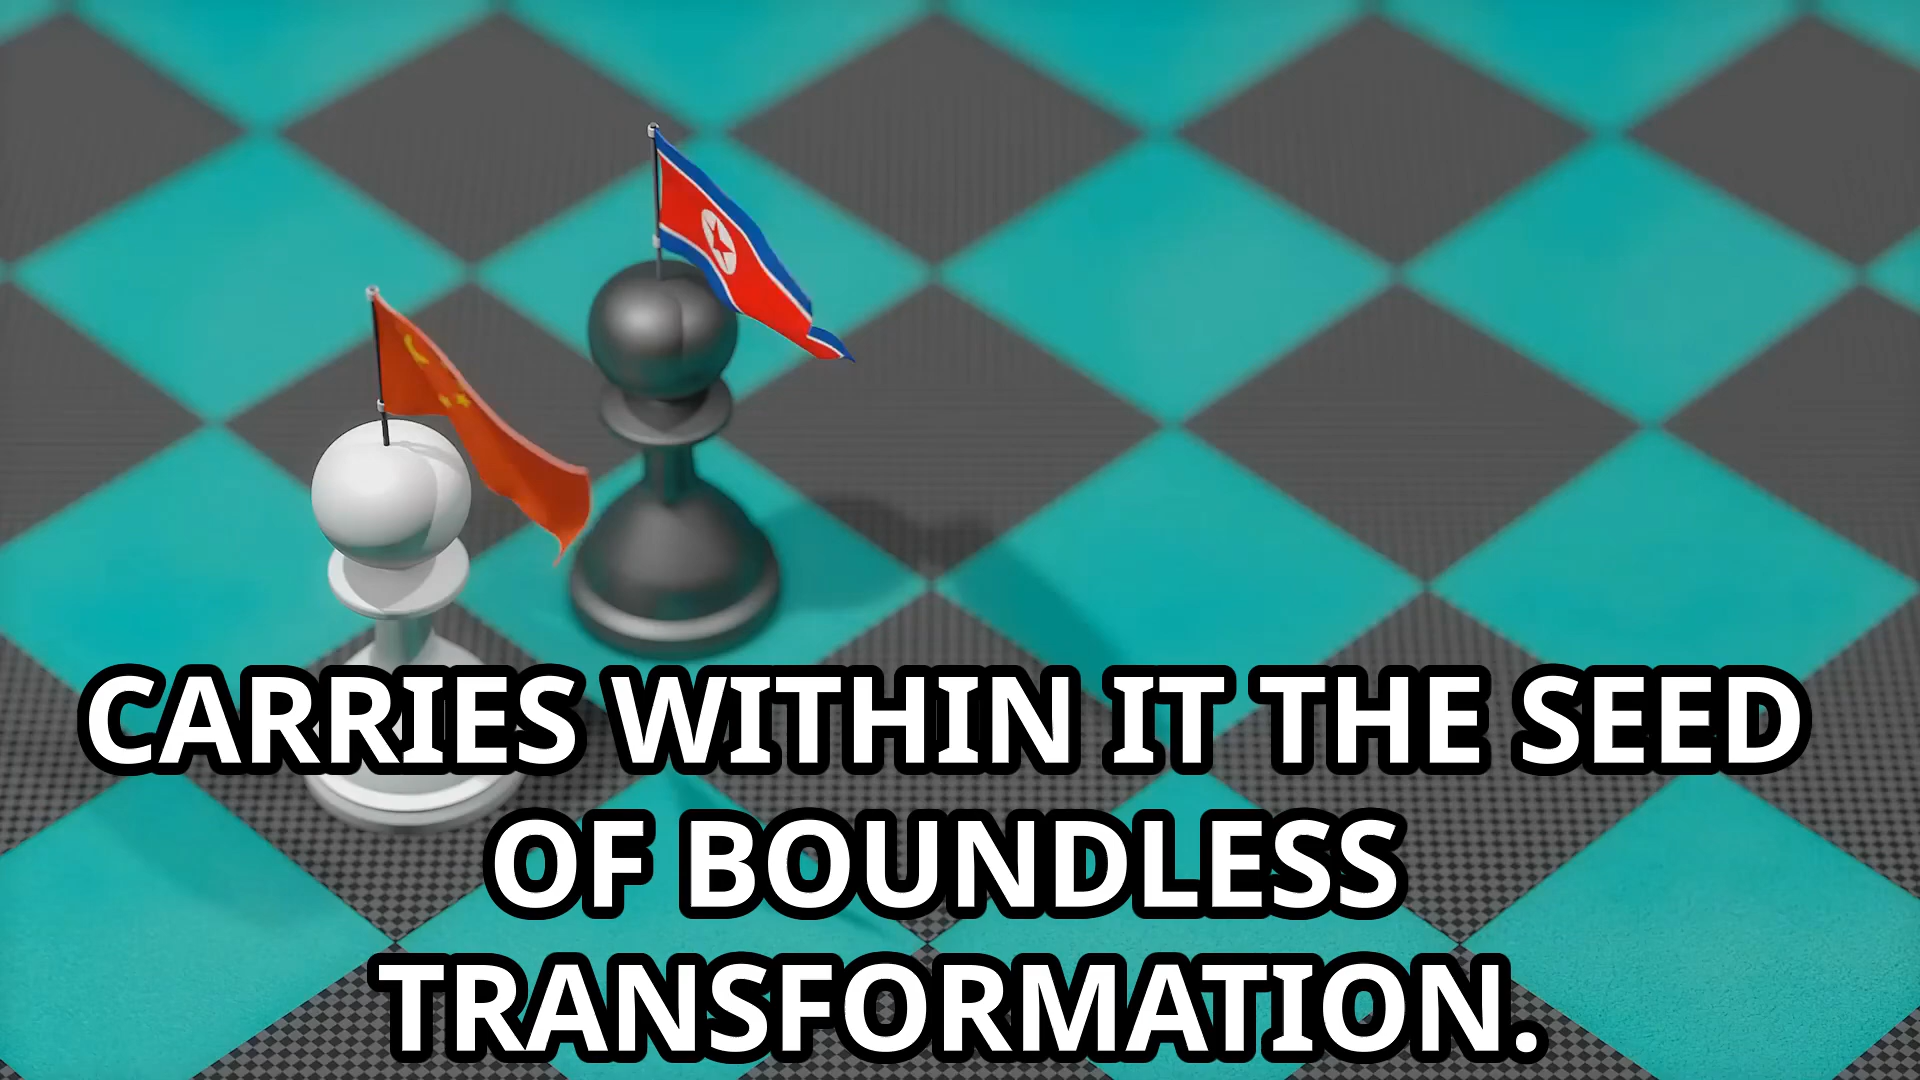 CARRIES WITHIN IT THE SEED
OF BOUNDLESS
TRANSFORMATION.